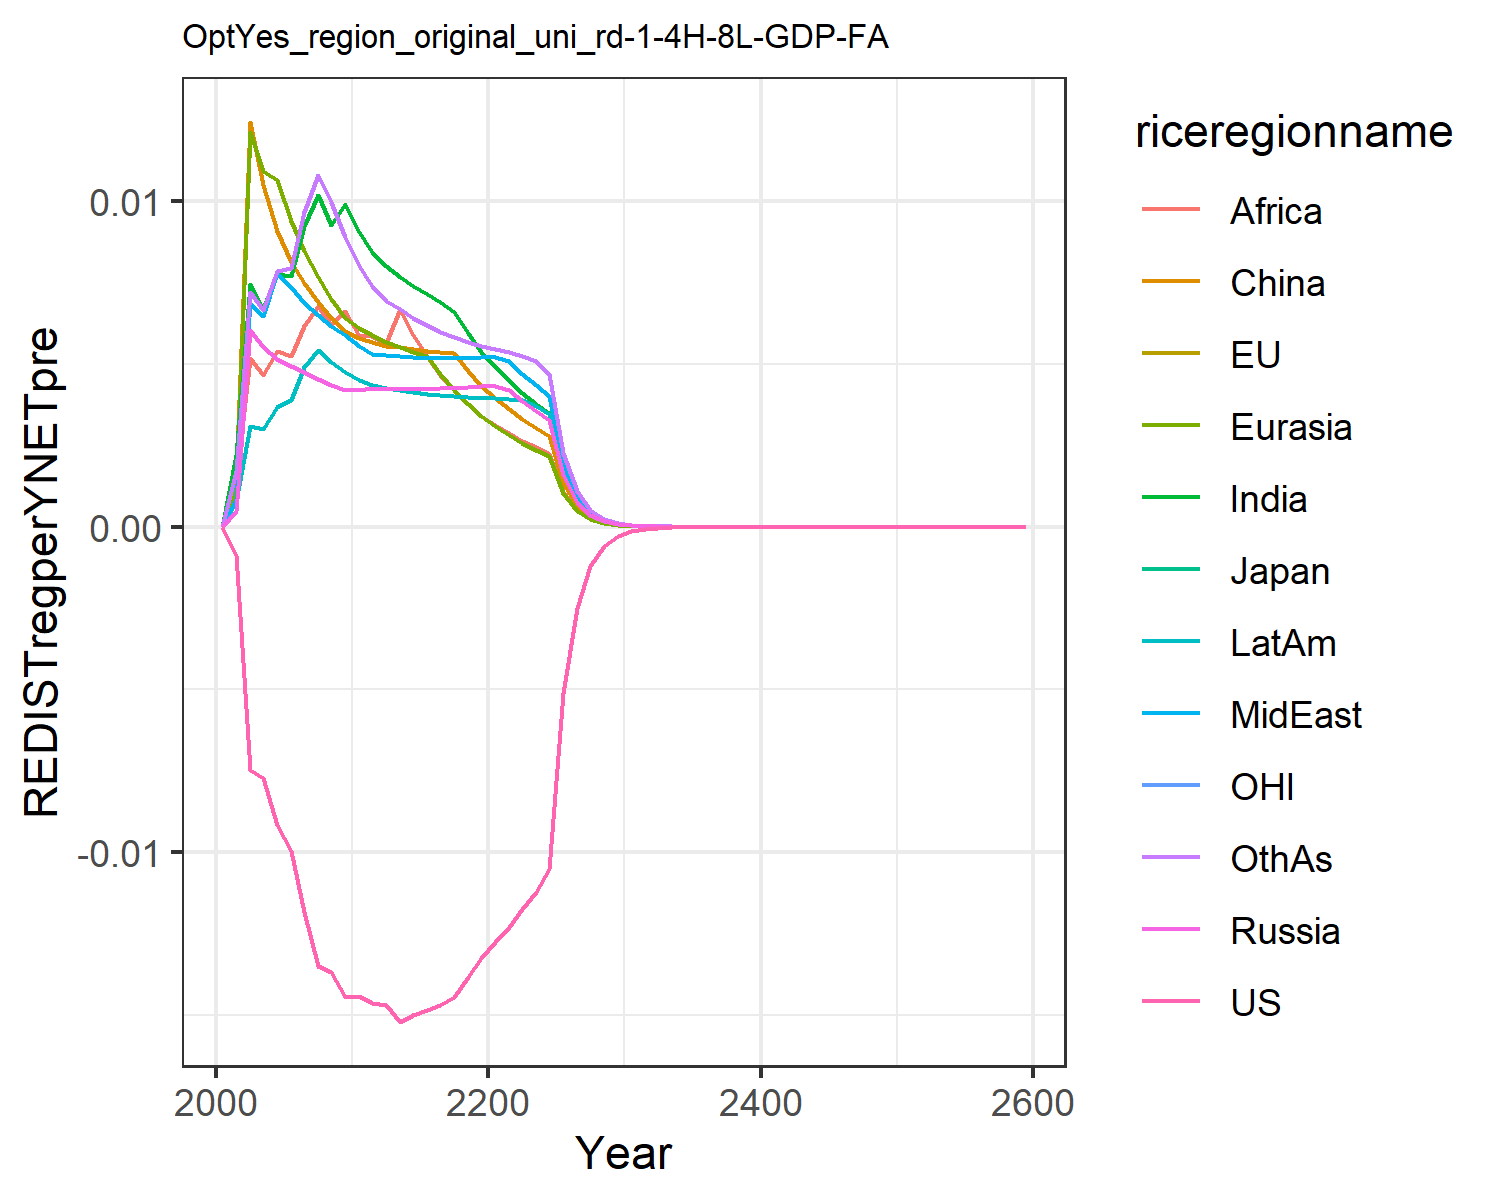 OptYes_region_original_uni_rd-1-4H-8L-GDP-FA
REDISTregperYNETpre
0.01
0.00
-0.01
2000
2200
2400
2600
Year
riceregionname
Africa
China
EU
Eurasia
India
Japan
LatAm
MidEast
OHI
OthAs
Russia
US